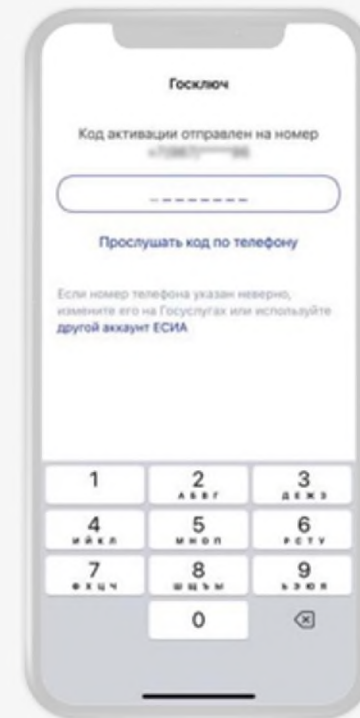 Госключ
Код активации отправлен на номер
Прослушать код по телефону
Если номер телефона указан неверно,
измените его на Госуслугах или используйте
другой аккаунт ЕСИА
1 2 3
А Б В Г Д Е Ж З
4 5 6
И Й К Л М Н О П Р С Т У
7 8 9
Ф Х Ц Ч Ш Щ Ъ Ы Ь Э Ю Я
0